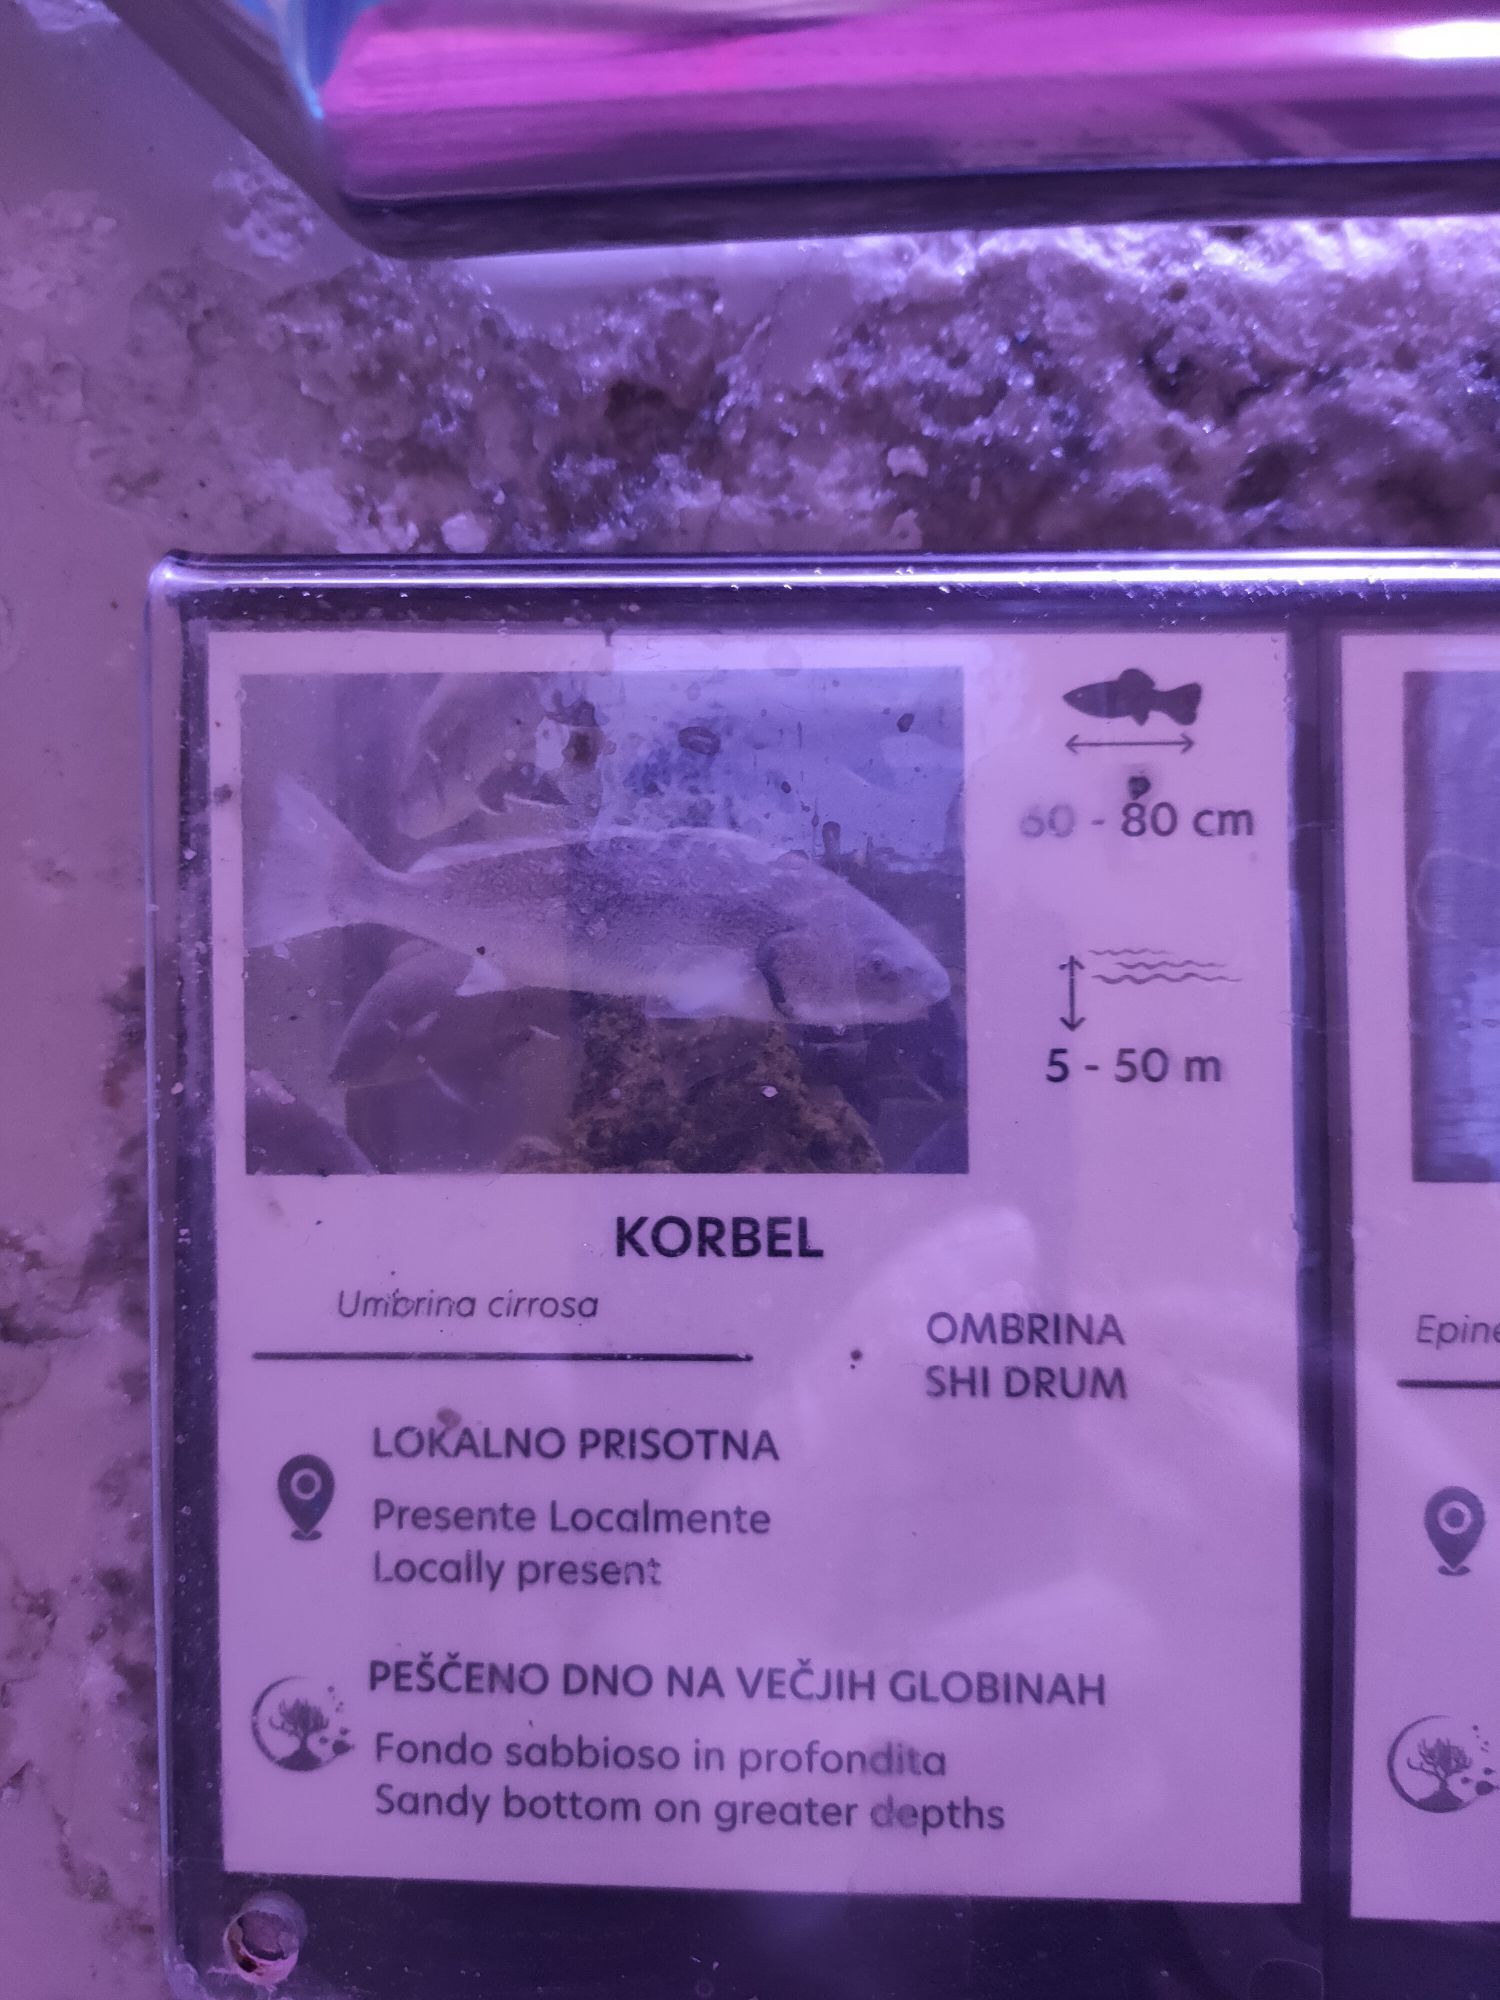 60 - 80 cm
5 - 50 m
KORBEL
Umbrina cirrosa
OMBRINA
SHI DRUM
LOKALNO PRISOTNA
Presente Localmente
Locally present
PEŠČENO DNO NA VEČJIH GLOBINAH
Fondo sabbioso in profondita
Sandy bottom on greater depths
Epine